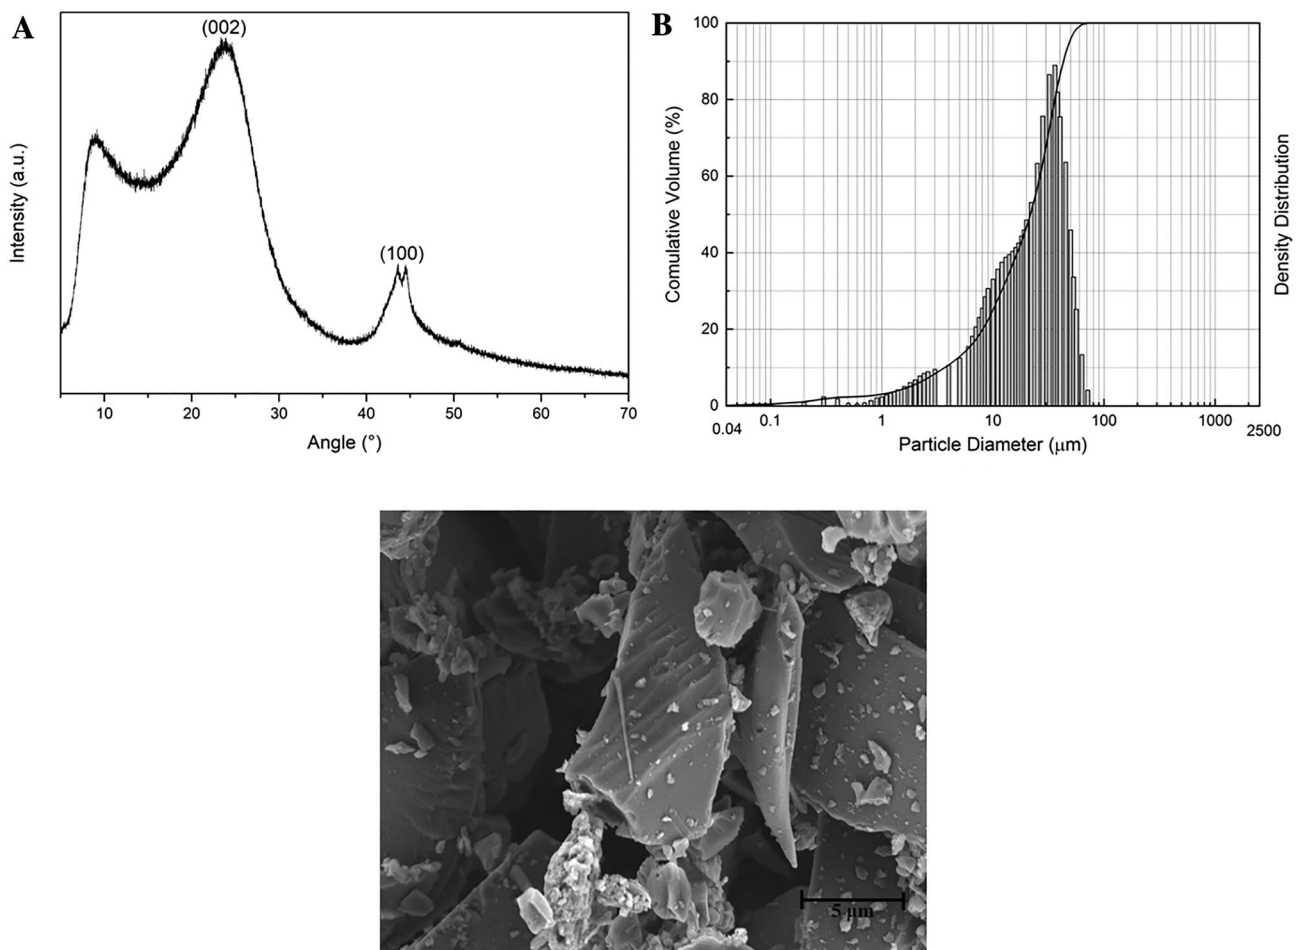 A
(002)
(100)
Intensity (a.u.)
10 20 30 40 50 60 70
Angle (°)
B
100
80
60
40
20
0
Comulative Volume (%)
Density Distribution
0.04 0.1 1 10 100 1000 2500
Particle Diameter (μm)
5 μm